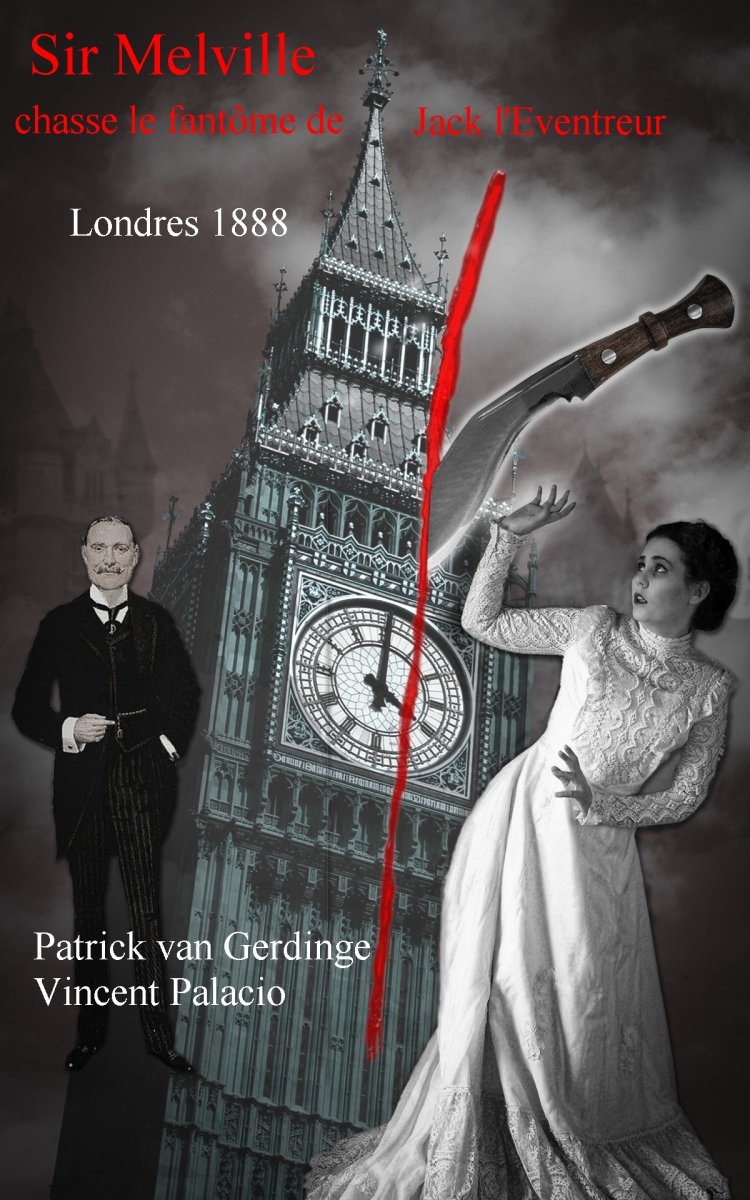 Sir Melville
chasse le fantôme de Jack l'Eventreur
Londres 1888
Patrick van Gerdinge
Vincent Palacio